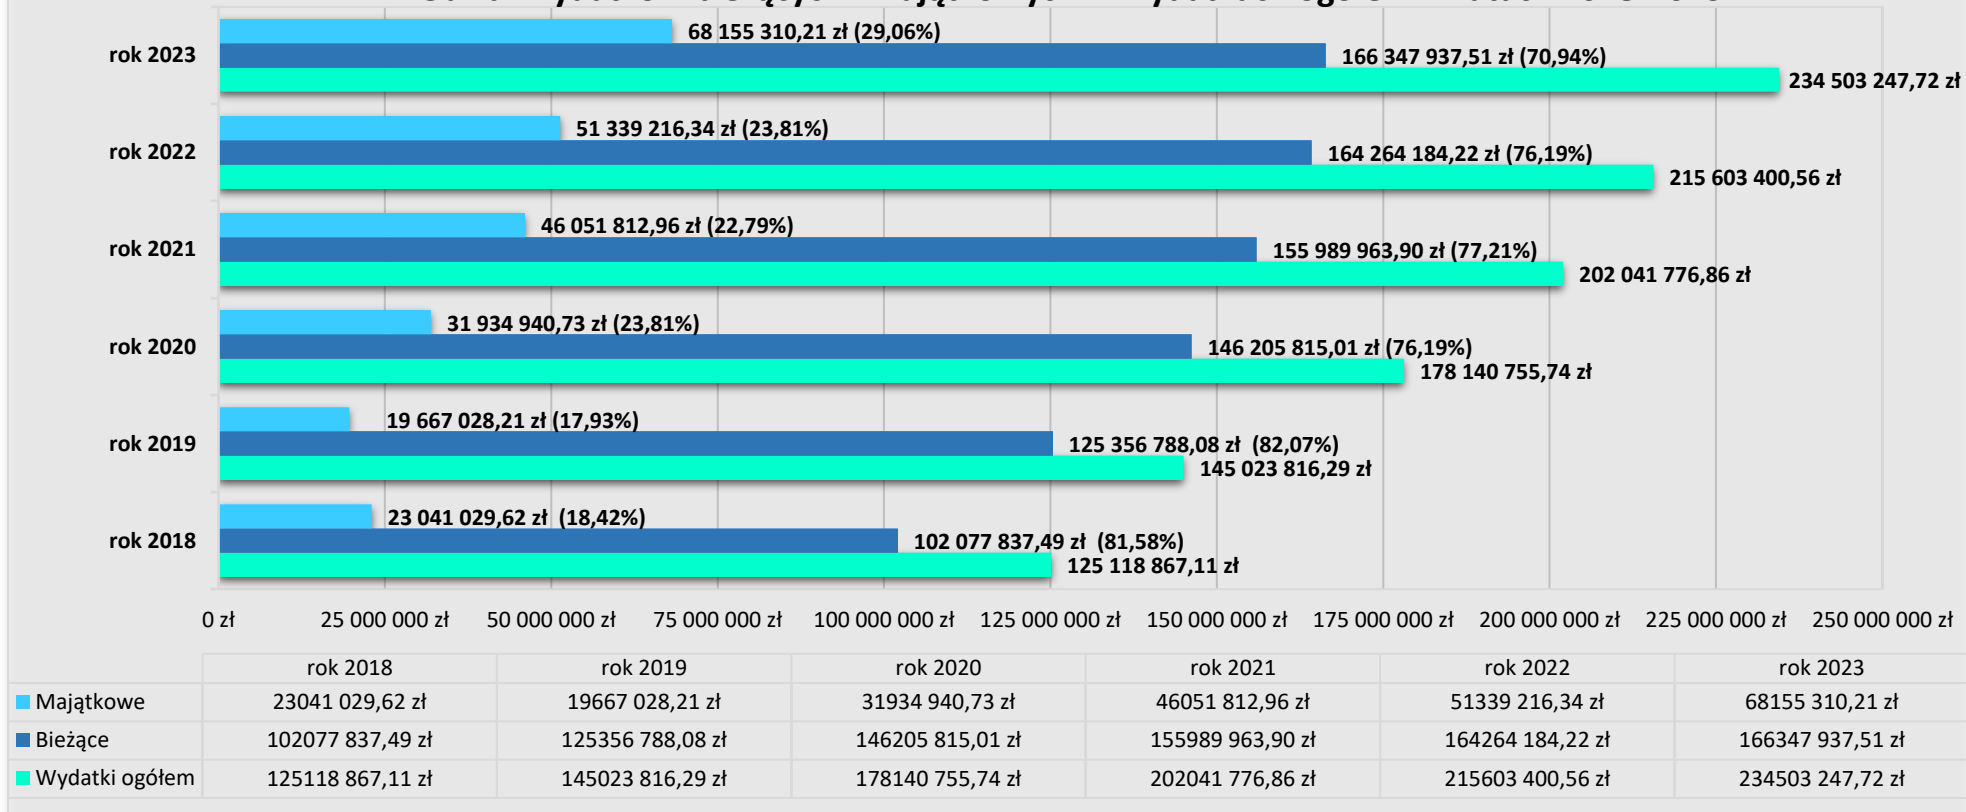 rok 2023
68 155 310,21 zł (29,06%)
166 347 937,51 zł (70,94%)
234 503 247,72 zł
rok 2022
51 339 216,34 zł (23,81%)
164 264 184,22 zł (76,19%)
215 603 400,56 zł
rok 2021
46 051 812,96 zł (22,79%)
155 989 963,90 zł (77,21%)
202 041 776,86 zł
rok 2020
31 934 940,73 zł (23,81%)
146 205 815,01 zł (76,19%)
178 140 755,74 zł
rok 2019
19 667 028,21 zł (17,93%)
125 356 788,08 zł (82,07%)
145 023 816,29 zł
rok 2018
23 041 029,62 zł (18,42%)
102 077 837,49 zł (81,58%)
125 118 867,11 zł
0 zł 25 000 000 zł 50 000 000 zł 75 000 000 zł 100 000 000 zł 125 000 000 zł 150 000 000 zł 175 000 000 zł 200 000 000 zł 225 000 000 zł 250 000 000 zł
rok 2018 rok 2019 rok 2020 rok 2021 rok 2022 rok 2023
Majątkowe 23041 029,62 zł 19667 028,21 zł 31934 940,73 zł 46051 812,96 zł 51339 216,34 zł 68155 310,21 zł
Bieżące 102077 837,49 zł 125356 788,08 zł 146205 815,01 zł 155989 963,90 zł 164264 184,22 zł 166347 937,51 zł
Wydatki ogółem 125118 867,11 zł 145023 816,29 zł 178140 755,74 zł 202041 776,86 zł 215603 400,56 zł 234503 247,72 zł